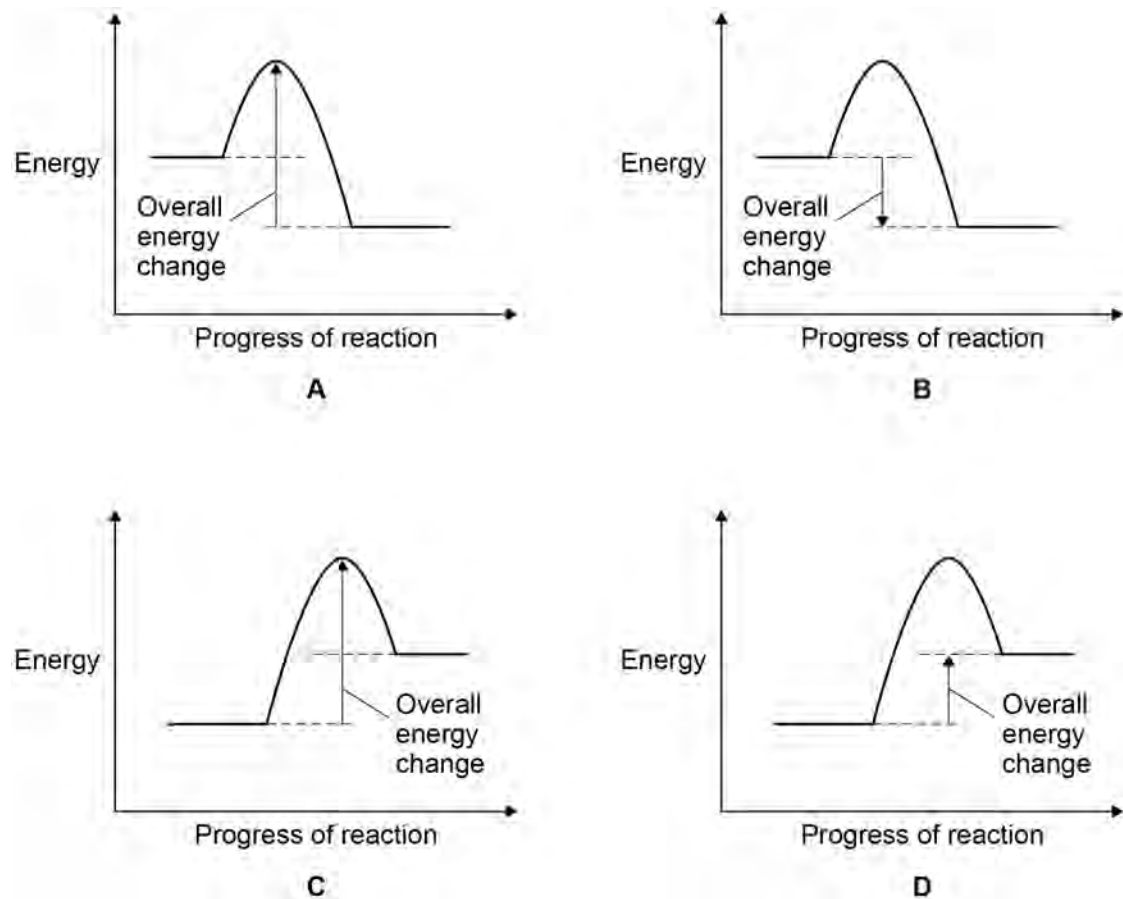 Energy
Overall
energy
change
Progress of reaction
A
Energy
Overall
energy
change
Progress of reaction
B
Energy
Overall
energy
change
Progress of reaction
C
Energy
Overall
energy
change
Progress of reaction
D